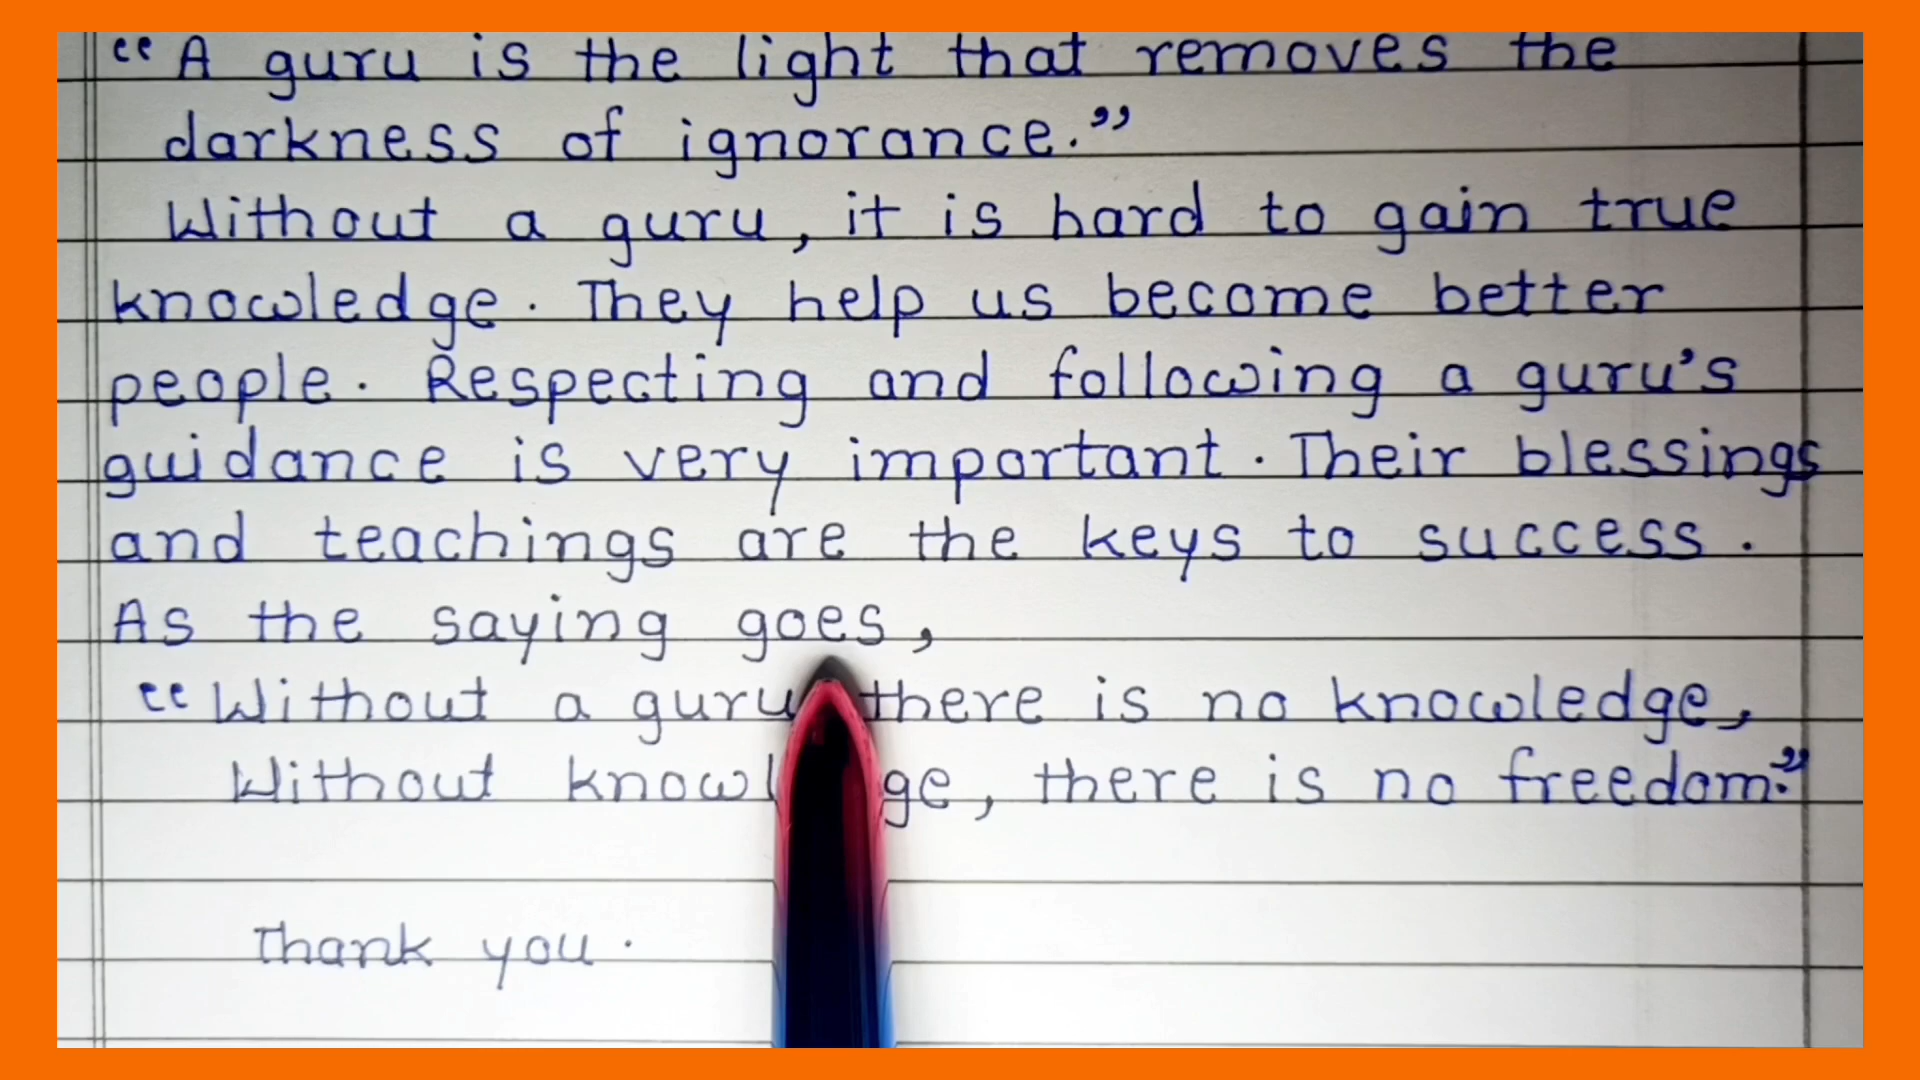 “A guru is the light that removes the
darkness of ignorance.”
Without a guru, it is hard to gain true
knowledge. They help us become better
people. Respecting and following a guru's
guidance is very important. Their blessings
and teachings are the keys to success.
As the saying goes,
“Without a guru there is no knowledge,
Without ge, there is no freedom.”
Thank you.